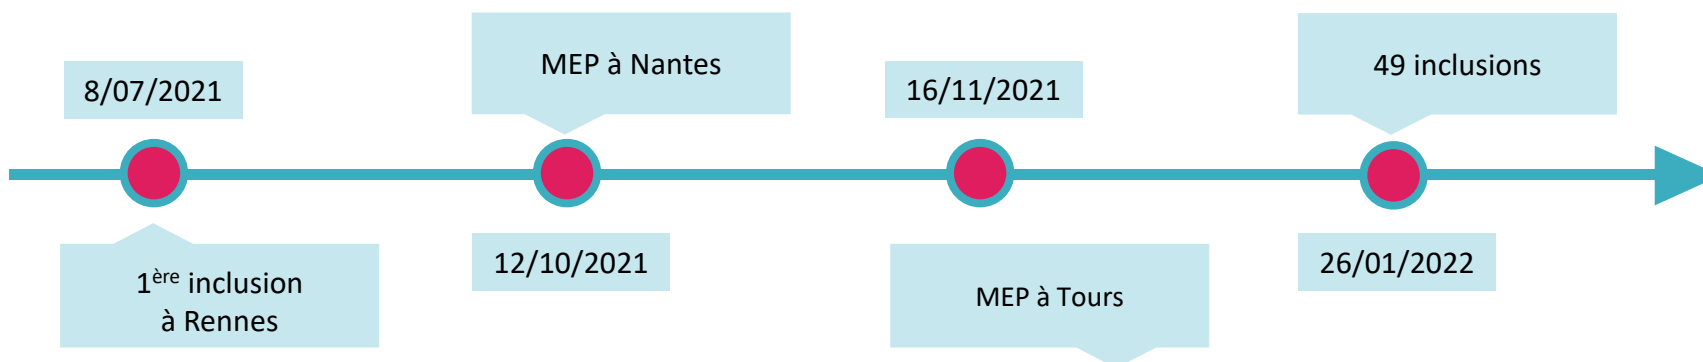 8/07/2021
1ère inclusion
à Rennes
MEP à Nantes
12/10/2021
16/11/2021
MEP à Tours
49 inclusions
26/01/2022